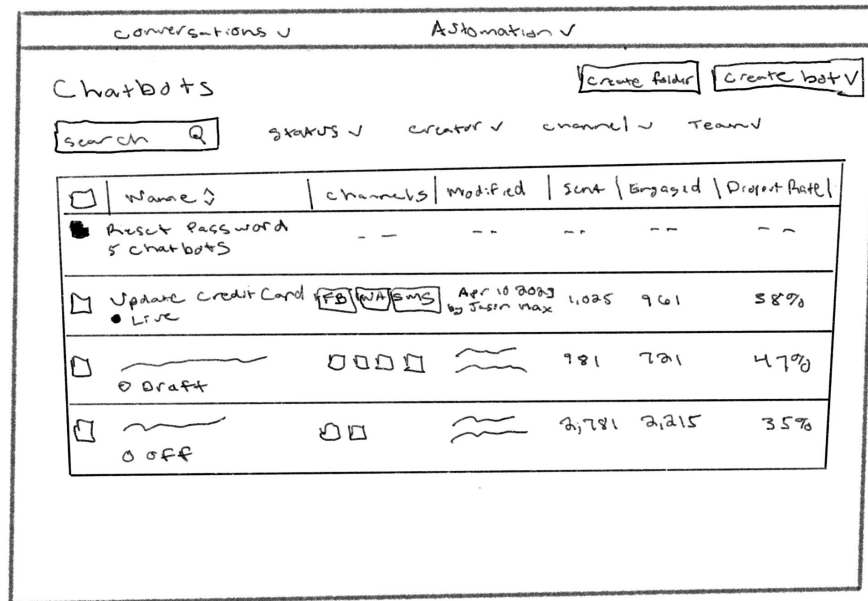 conversations ∨ Automation ∨
Chatbots
create folder create bot ∨
search Status ∨ creator ∨ channel ∨ Team ∨
Name channels modified Sent Engaged
Reset Password -- -- -- -- --
5 chatbots
Update Credit Card FB WA SMS Apr 10 2023 1,025 961 58%
• Live by Jason Max
981 721 47%
o Draft
2,781 2,215 35%
o off